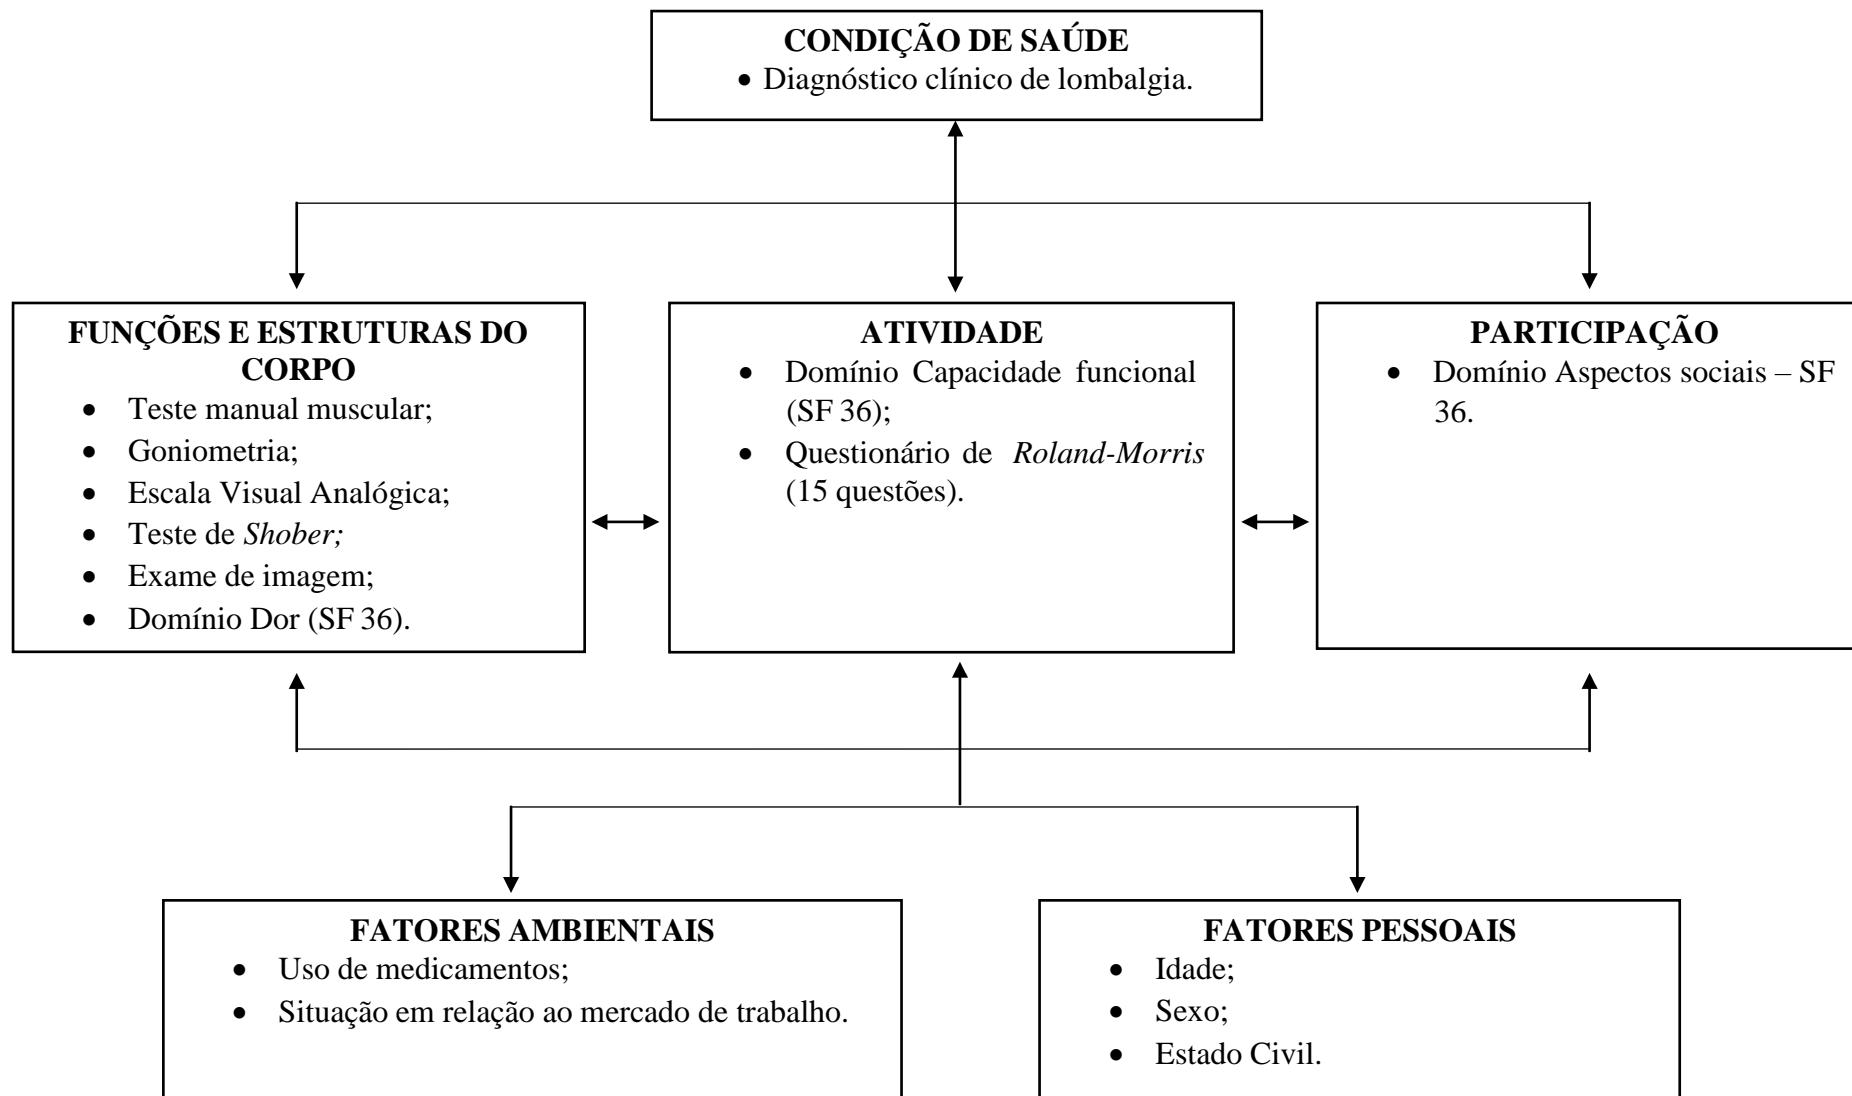 CONDIÇÃO DE SAÚDE
• Diagnóstico clínico de lombalgia.
FUNÇÕES E ESTRUTURAS DO
CORPO
• Teste manual muscular;
• Goniometria;
• Escala Visual Analógica;
• Teste de Shober;
• Exame de imagem;
• Domínio Dor (SF 36).
ATIVIDADE
• Domínio Capacidade funcional
(SF 36);
• Questionário de Roland-Morris
(15 questões).
PARTICIPAÇÃO
• Domínio Aspectos sociais – SF
36.
FATORES AMBIENTAIS
• Uso de medicamentos;
• Situação em relação ao mercado de trabalho.
FATORES PESSOAIS
• Idade;
• Sexo;
• Estado Civil.